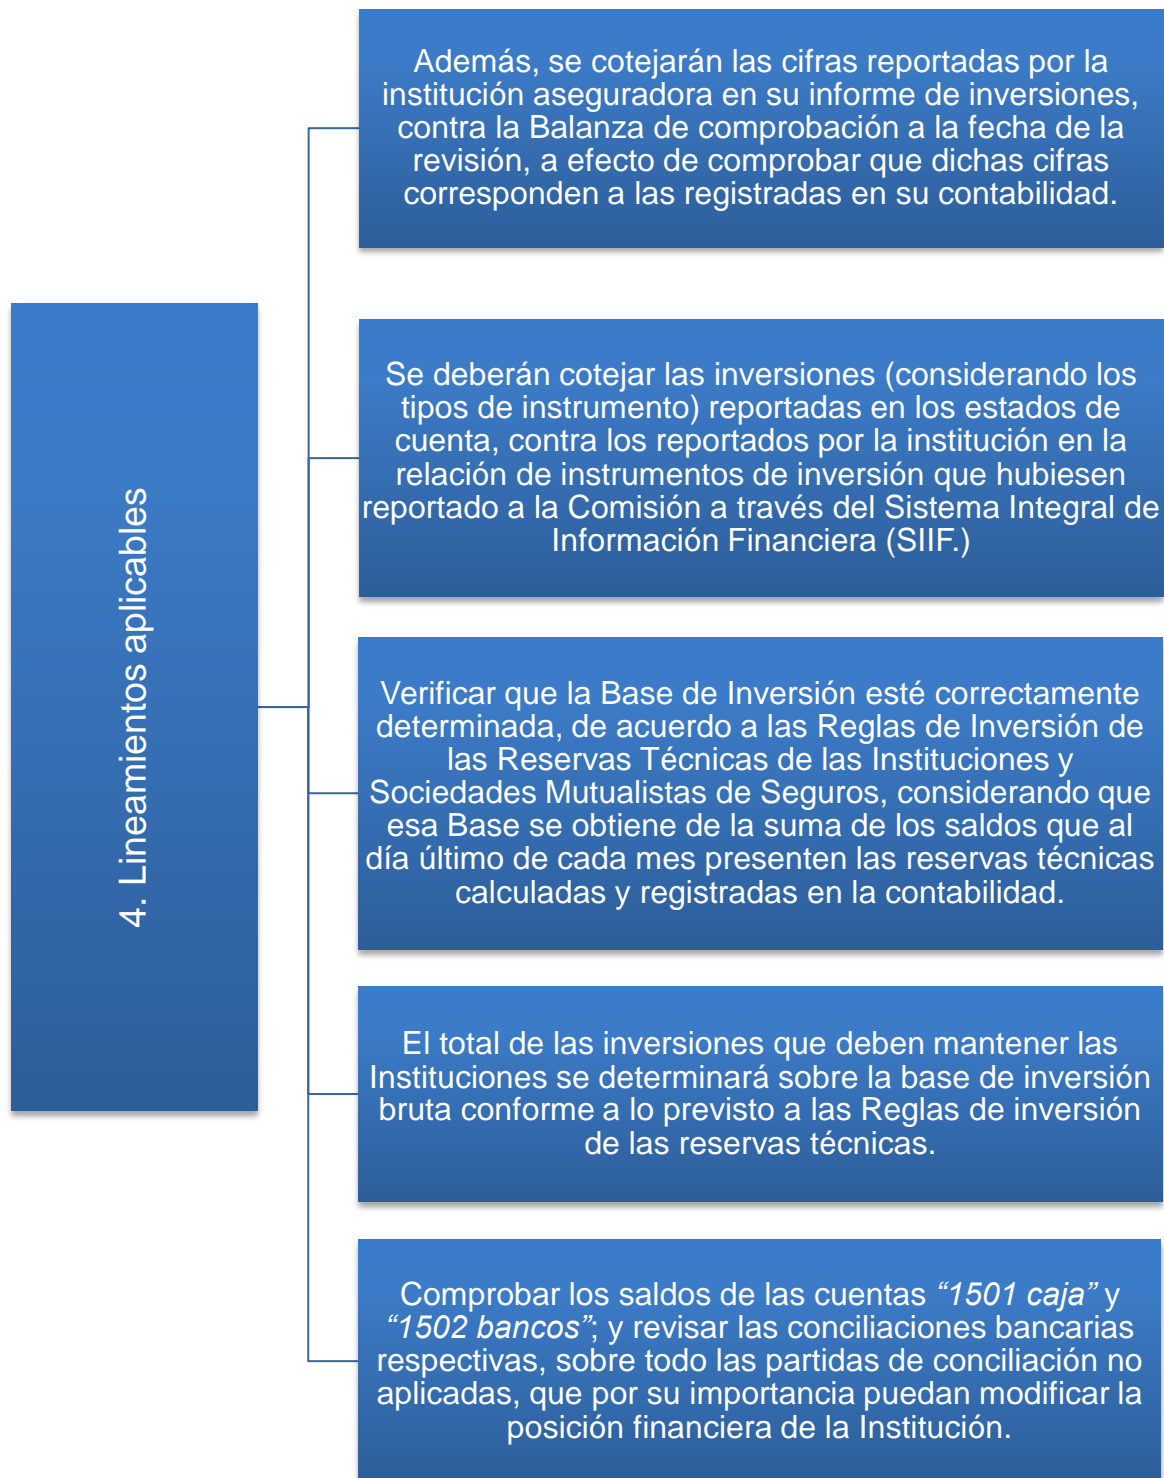 4. Lineamientos aplicables
Además, se cotejarán las cifras reportadas por la
institución aseguradora en su informe de inversiones,
contra la Balanza de comprobación a la fecha de la
revisión, a efecto de comprobar que dichas cifras
corresponden a las registradas en su contabilidad.
Se deberán cotejar las inversiones (considerando los
tipos de instrumento) reportadas en los estados de
cuenta, contra los reportados por la institución en la
relación de instrumentos de inversión que hubiesen
reportado a la Comisión a través del Sistema Integral de
Información Financiera (SIIF.)
Verificar que la Base de Inversión esté correctamente
determinada, de acuerdo a las Reglas de Inversión de
las Reservas Técnicas de las Instituciones y
Sociedades Mutualistas de Seguros, considerando que
esa Base se obtiene de la suma de los saldos que al
día último de cada mes presenten las reservas técnicas
calculadas y registradas en la contabilidad.
El total de las inversiones que deben mantener las
Instituciones se determinará sobre la base de inversión
bruta conforme a lo previsto a las Reglas de inversión
de las reservas técnicas.
Comprobar los saldos de las cuentas “1501 caja” y
“1502 bancos”; y revisar las conciliaciones bancarias
respectivas, sobre todo las partidas de conciliación no
aplicadas, que por su importancia puedan modificar la
posición financiera de la Institución.